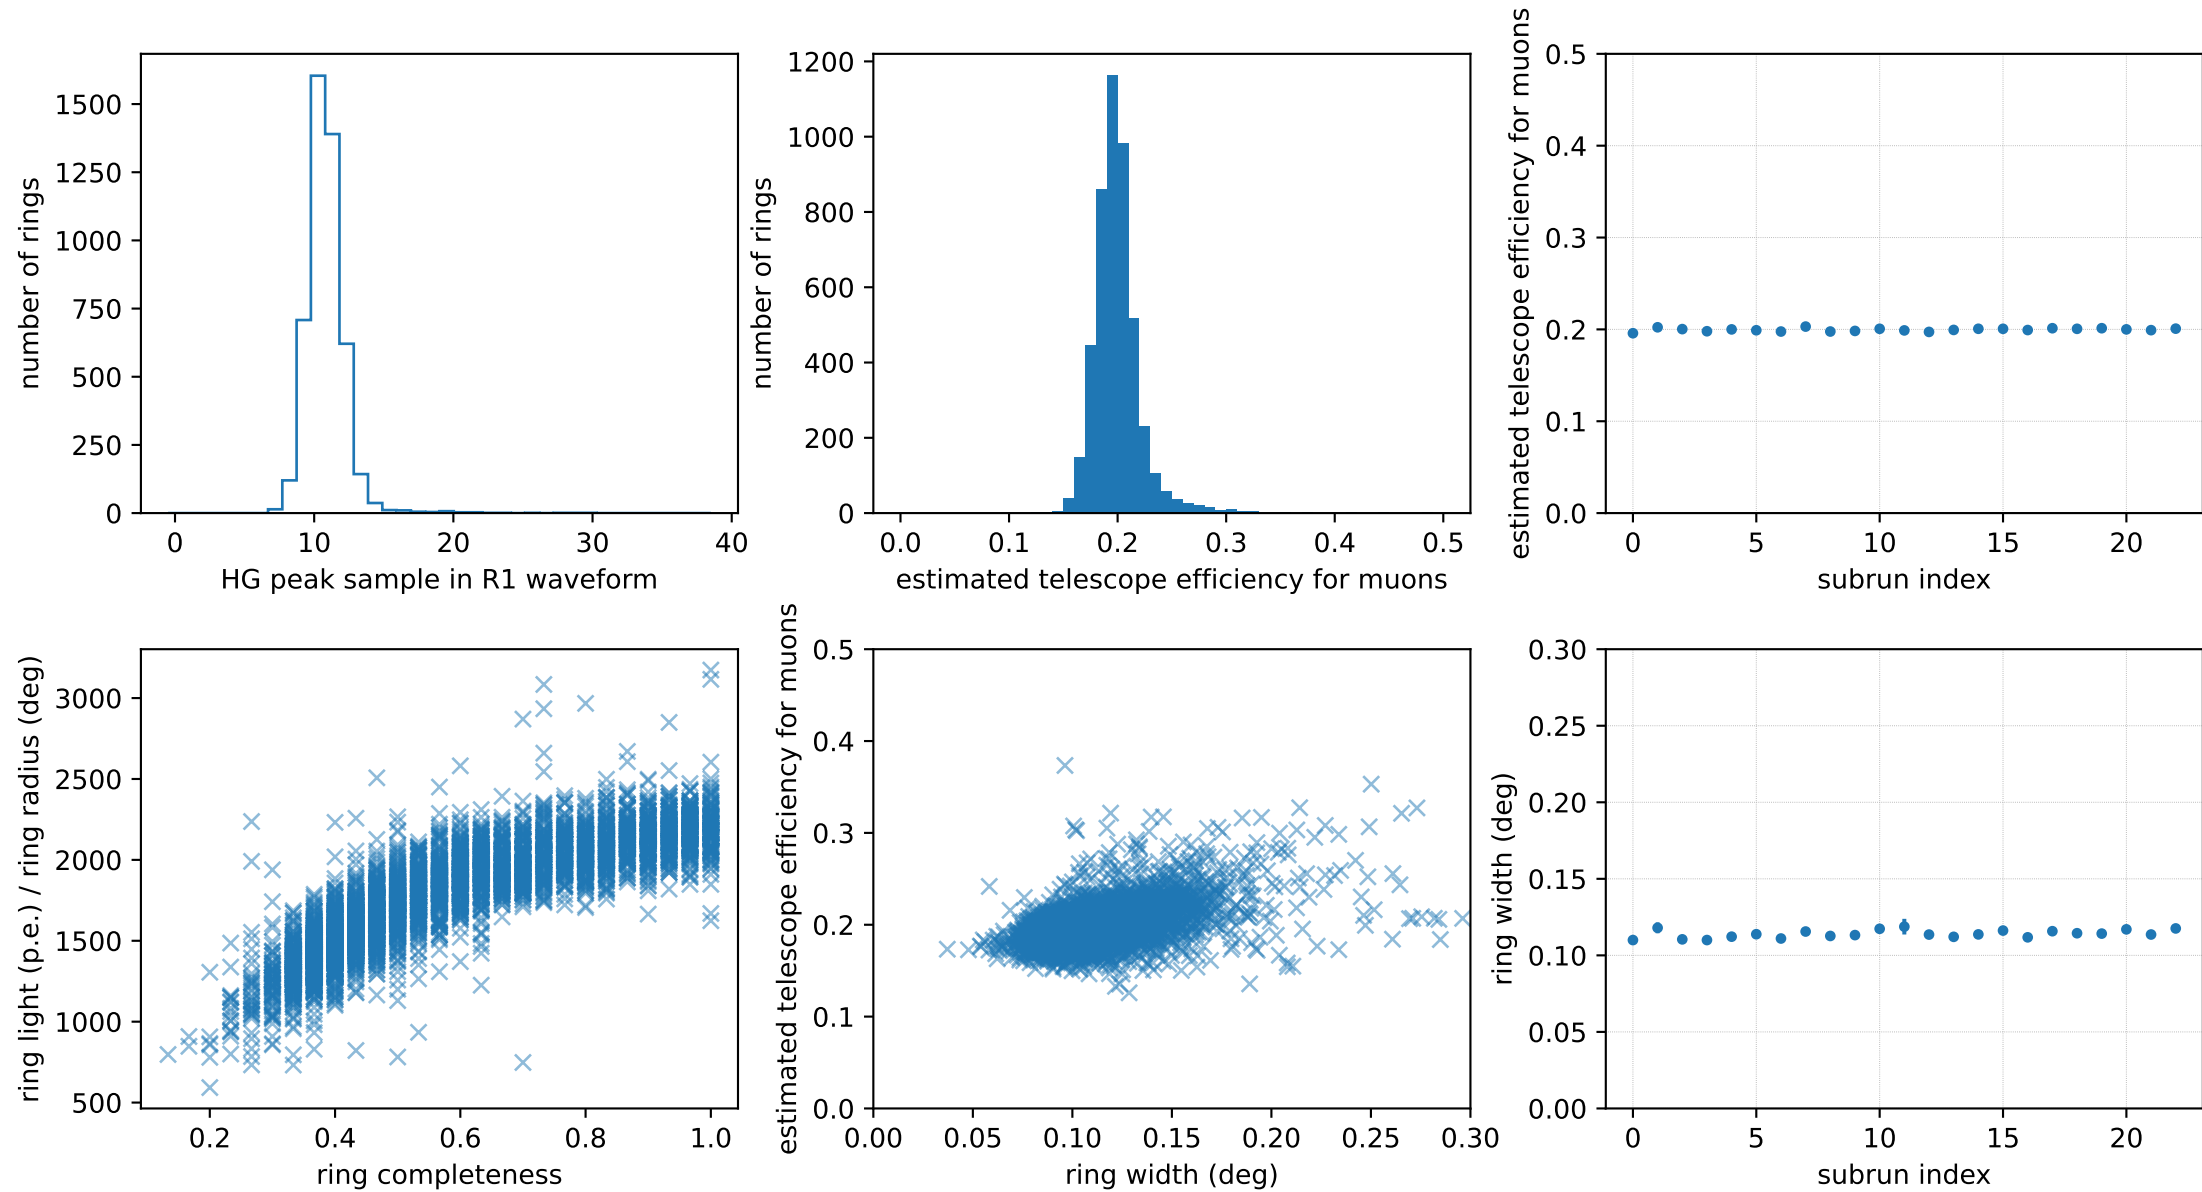 number of rings
1500
1250
1000
750
500
250
0
0 10 20 30 40
HG peak sample in R1 waveform
number of rings
1200
1000
800
600
400
200
0
0.0 0.1 0.2 0.3 0.4 0.5
estimated telescope efficiency for muons
estimated telescope efficiency for muons
0.5
0.4
0.3
0.2
0.1
0.0
0 5 10 15 20
subrun index
ring light (p.e.) / ring radius (deg)
3000
2500
2000
1500
1000
500
0.2 0.4 0.6 0.8 1.0
ring completeness
estimated telescope efficiency for muons
0.5
0.4
0.3
0.2
0.1
0.0
0.00 0.05 0.10 0.15 0.20 0.25 0.30
ring width (deg)
ring width (deg)
0.30
0.25
0.20
0.15
0.10
0.05
0.00
0 5 10 15 20
subrun index